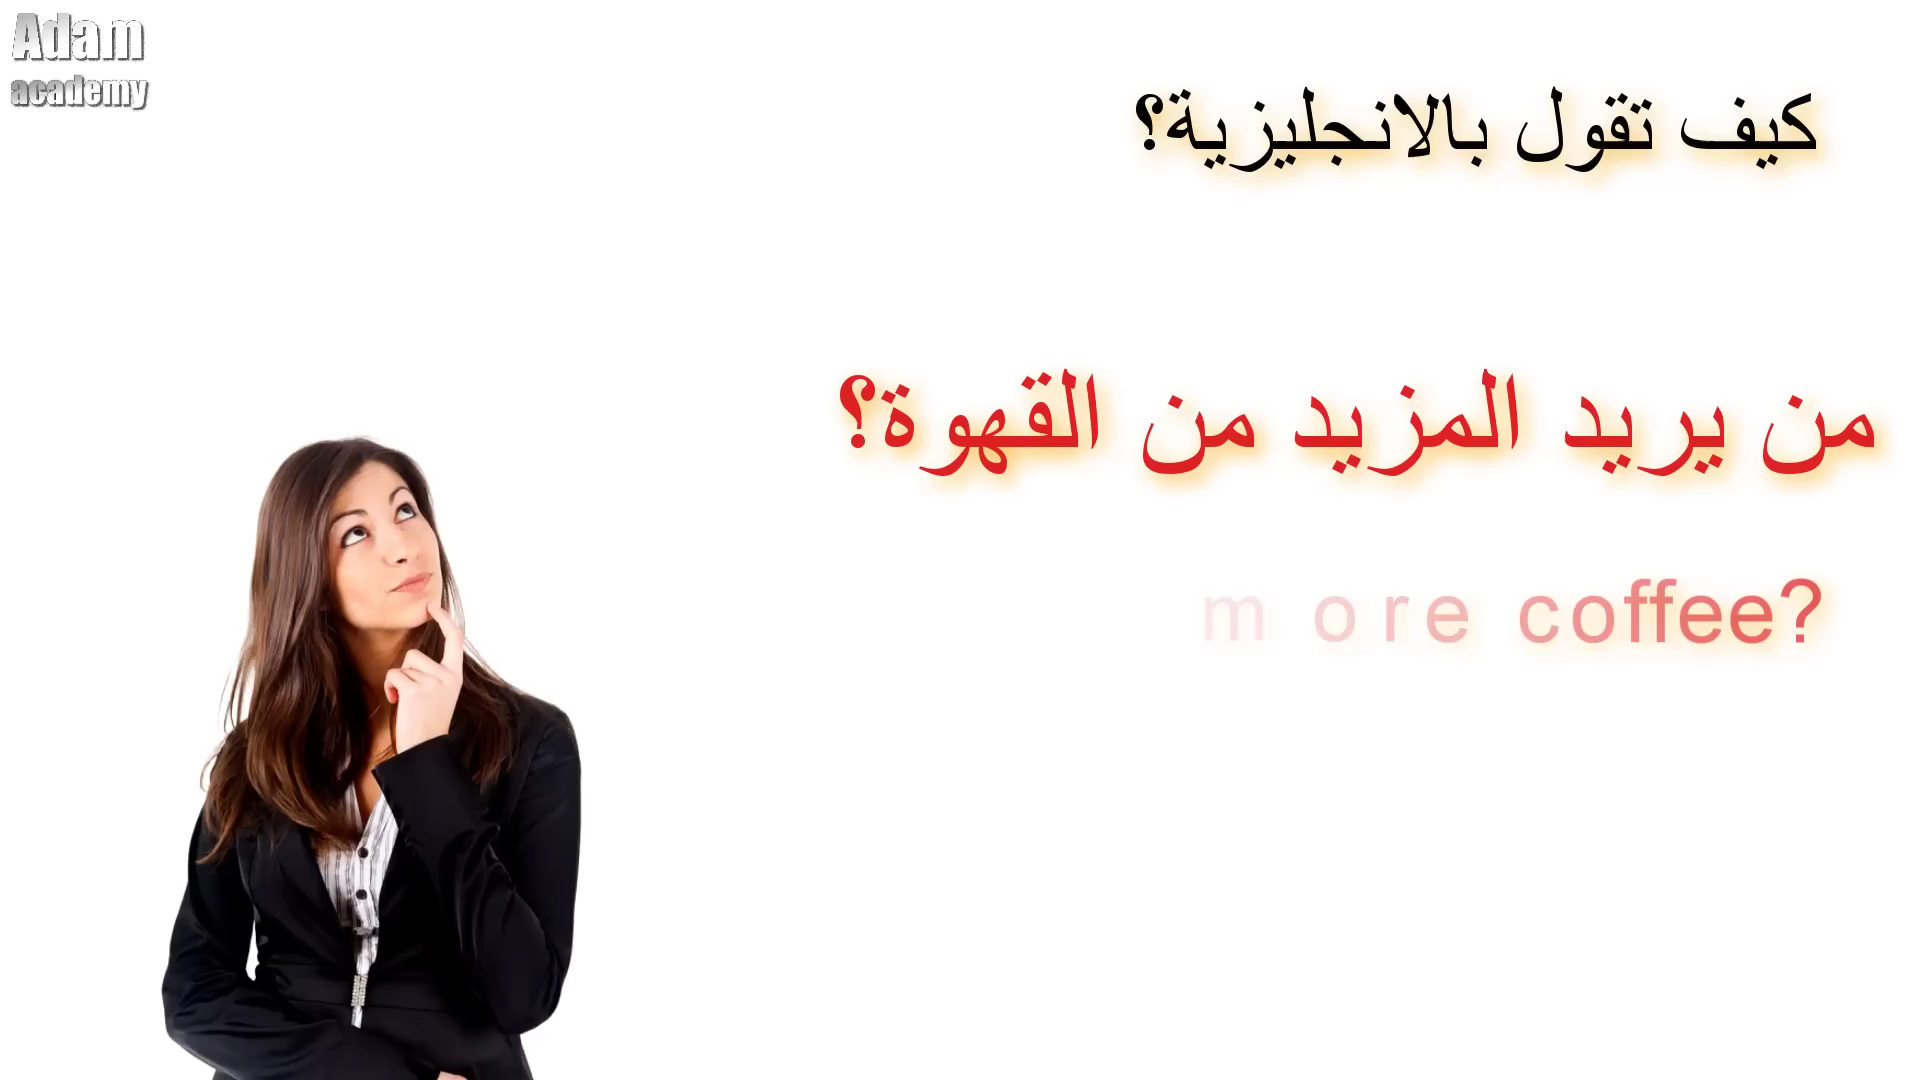 Adam
academy
كيف تقول بالانجليزية؟
من يريد المزيد من القهوة؟
more coffee?